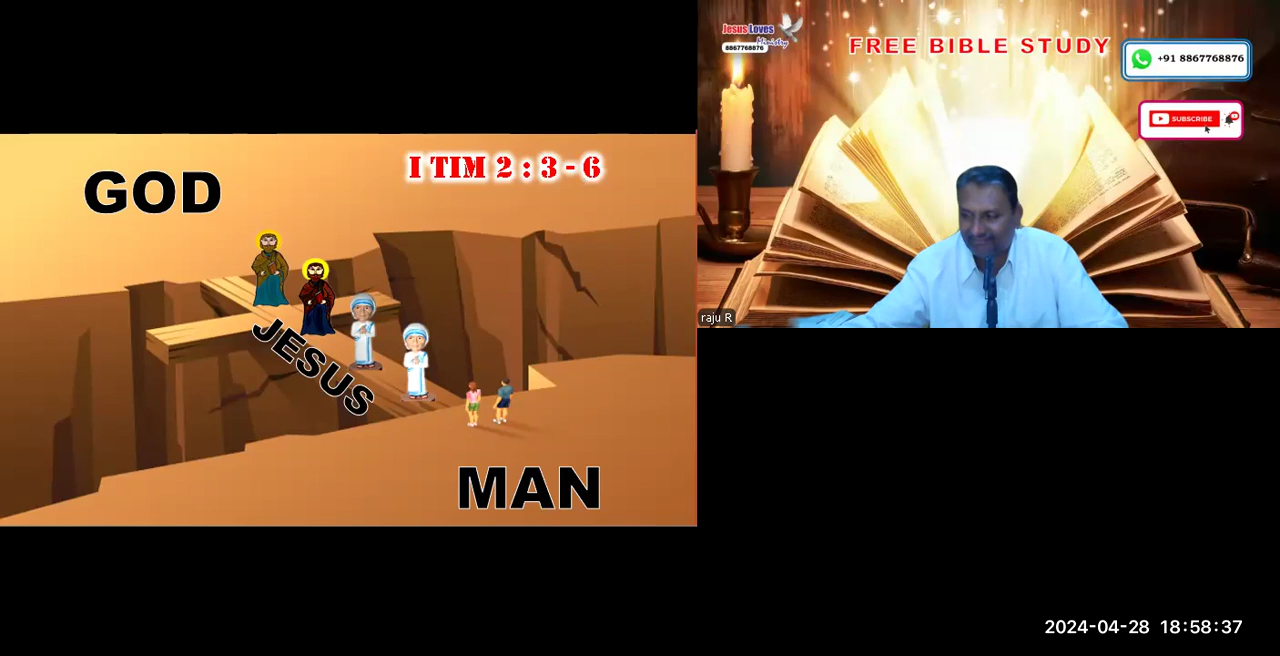 GOD
I TIM 2 : 3 - 6
JESUS
MAN
Jesus Loves
Ministry
8867768876
FREE BIBLE STUDY
+91 8867768876
SUBSCRIBE
raju R
2024-04-28 18:58:37